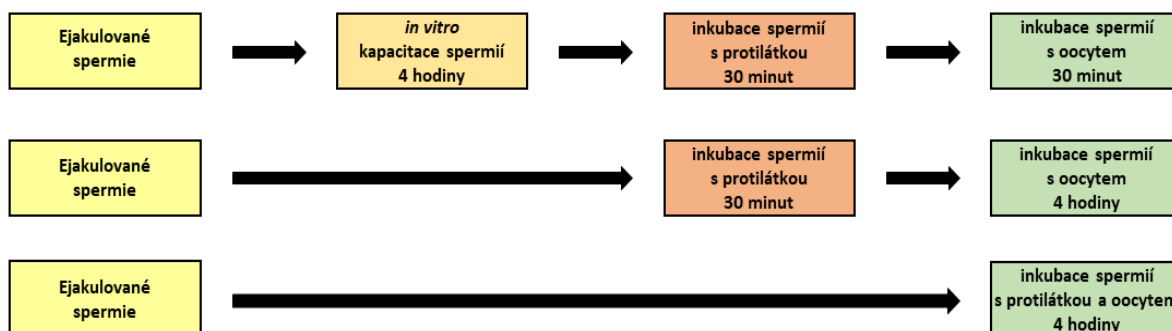 Ejakulované
spermie
in vitro
kapacitace spermií
4 hodiny
inkubace spermií
s protilátkou
30 minut
inkubace spermií
s oocytem
30 minut
Ejakulované
spermie
inkubace spermií
s protilátkou
30 minut
inkubace spermií
s oocytem
4 hodiny
Ejakulované
spermie
inkubace spermií
s protilátkou a oocytem
4 hodiny